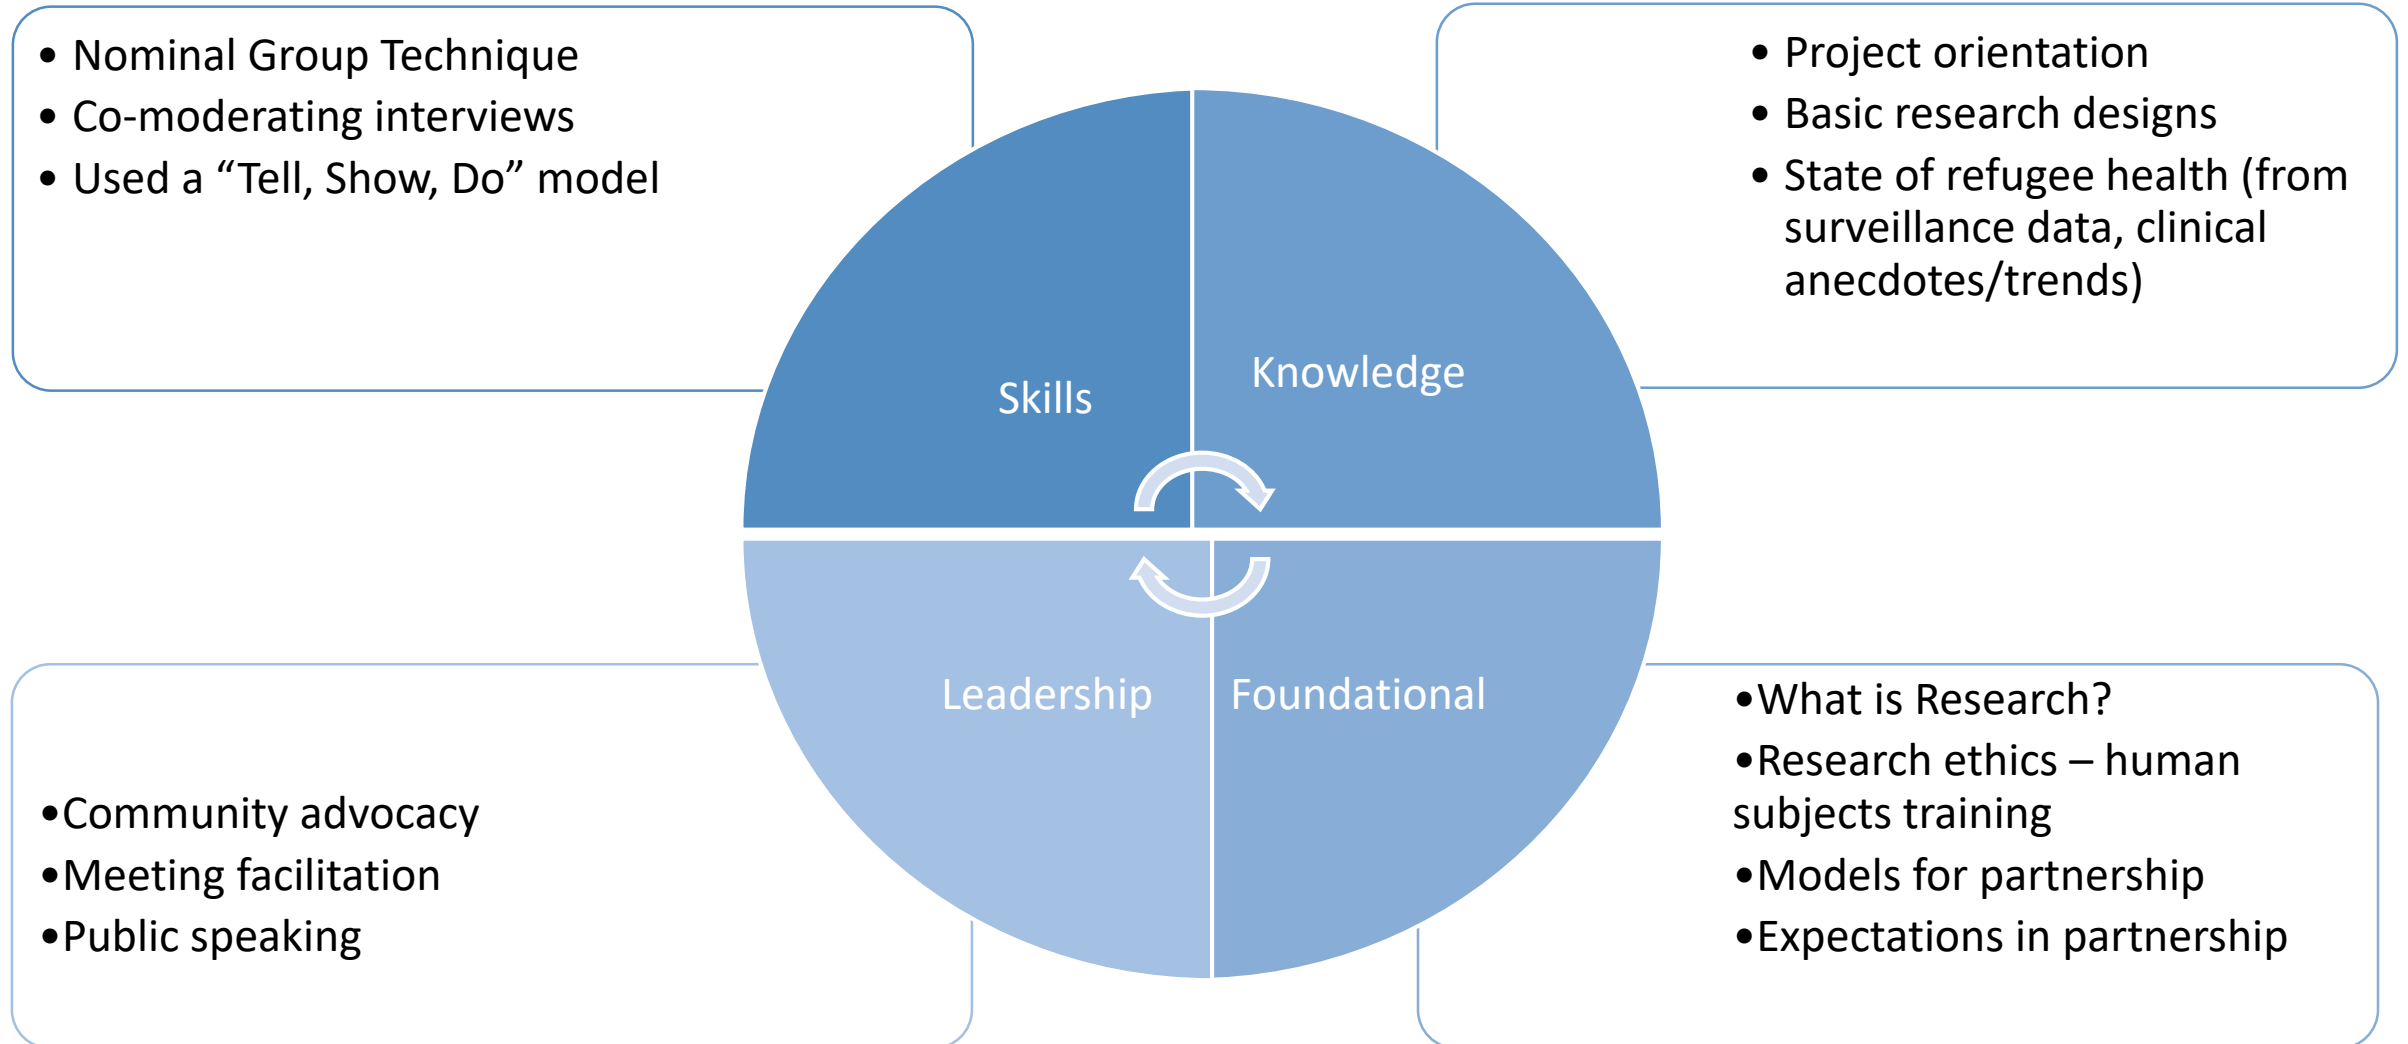 • Nominal Group Technique
• Co-moderating interviews
• Used a “Tell, Show, Do” model
• Project orientation
• Basic research designs
• State of refugee health (from
surveillance data, clinical
anecdotes/trends)
Skills
Knowledge
Leadership
Foundational
•Community advocacy
•Meeting facilitation
•Public speaking
•What is Research?
•Research ethics – human
subjects training
•Models for partnership
•Expectations in partnership